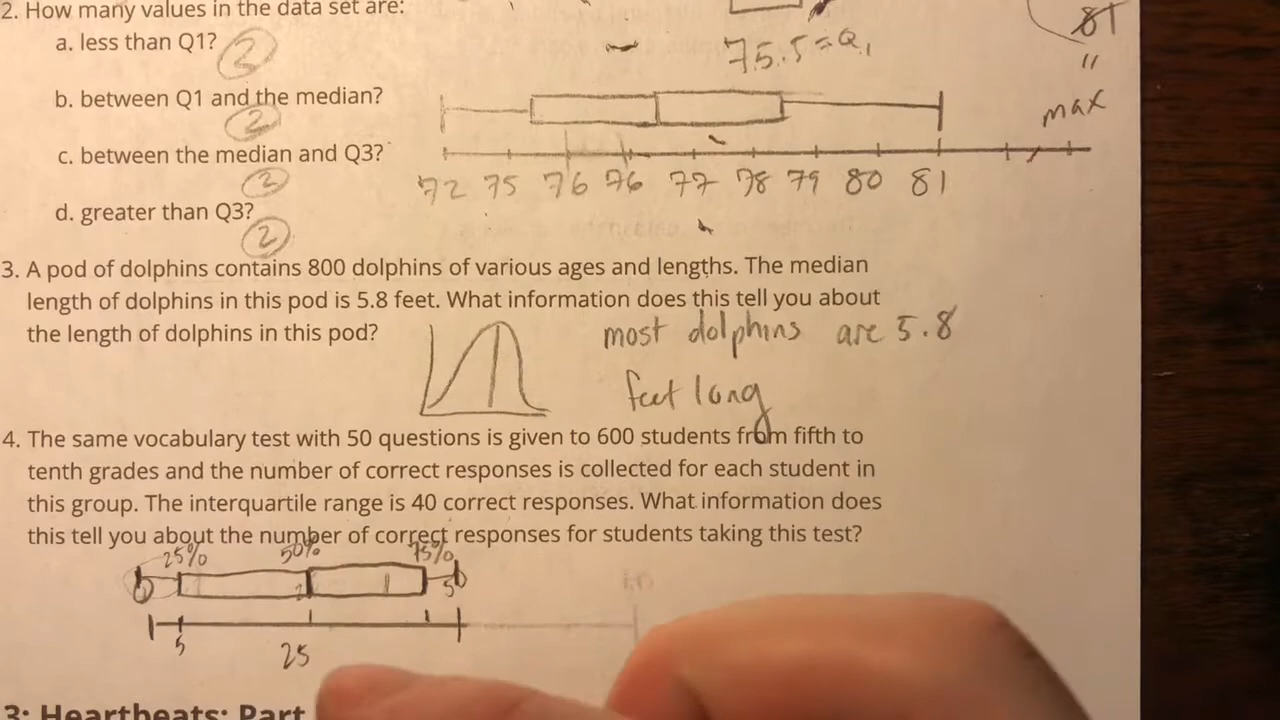 2. How many values in the data set are:
a. less than Q1?
2
75.5 = Q1
81
"
max
b. between Q1 and the median?
2
c. between the median and Q3?
2
72 75 76 76 77 78 79 80 81
d. greater than Q3?
2
3. A pod of dolphins contains 800 dolphins of various ages and lengths. The median
length of dolphins in this pod is 5.8 feet. What information does this tell you about
the length of dolphins in this pod?
most dolphins are 5.8
feet long
4. The same vocabulary test with 50 questions is given to 600 students from fifth to
tenth grades and the number of correct responses is collected for each student in
this group. The interquartile range is 40 correct responses. What information does
this tell you about the number of correct responses for students taking this test?
25% 50% 75%
0 50
5
25
3: Heartbeats: Part